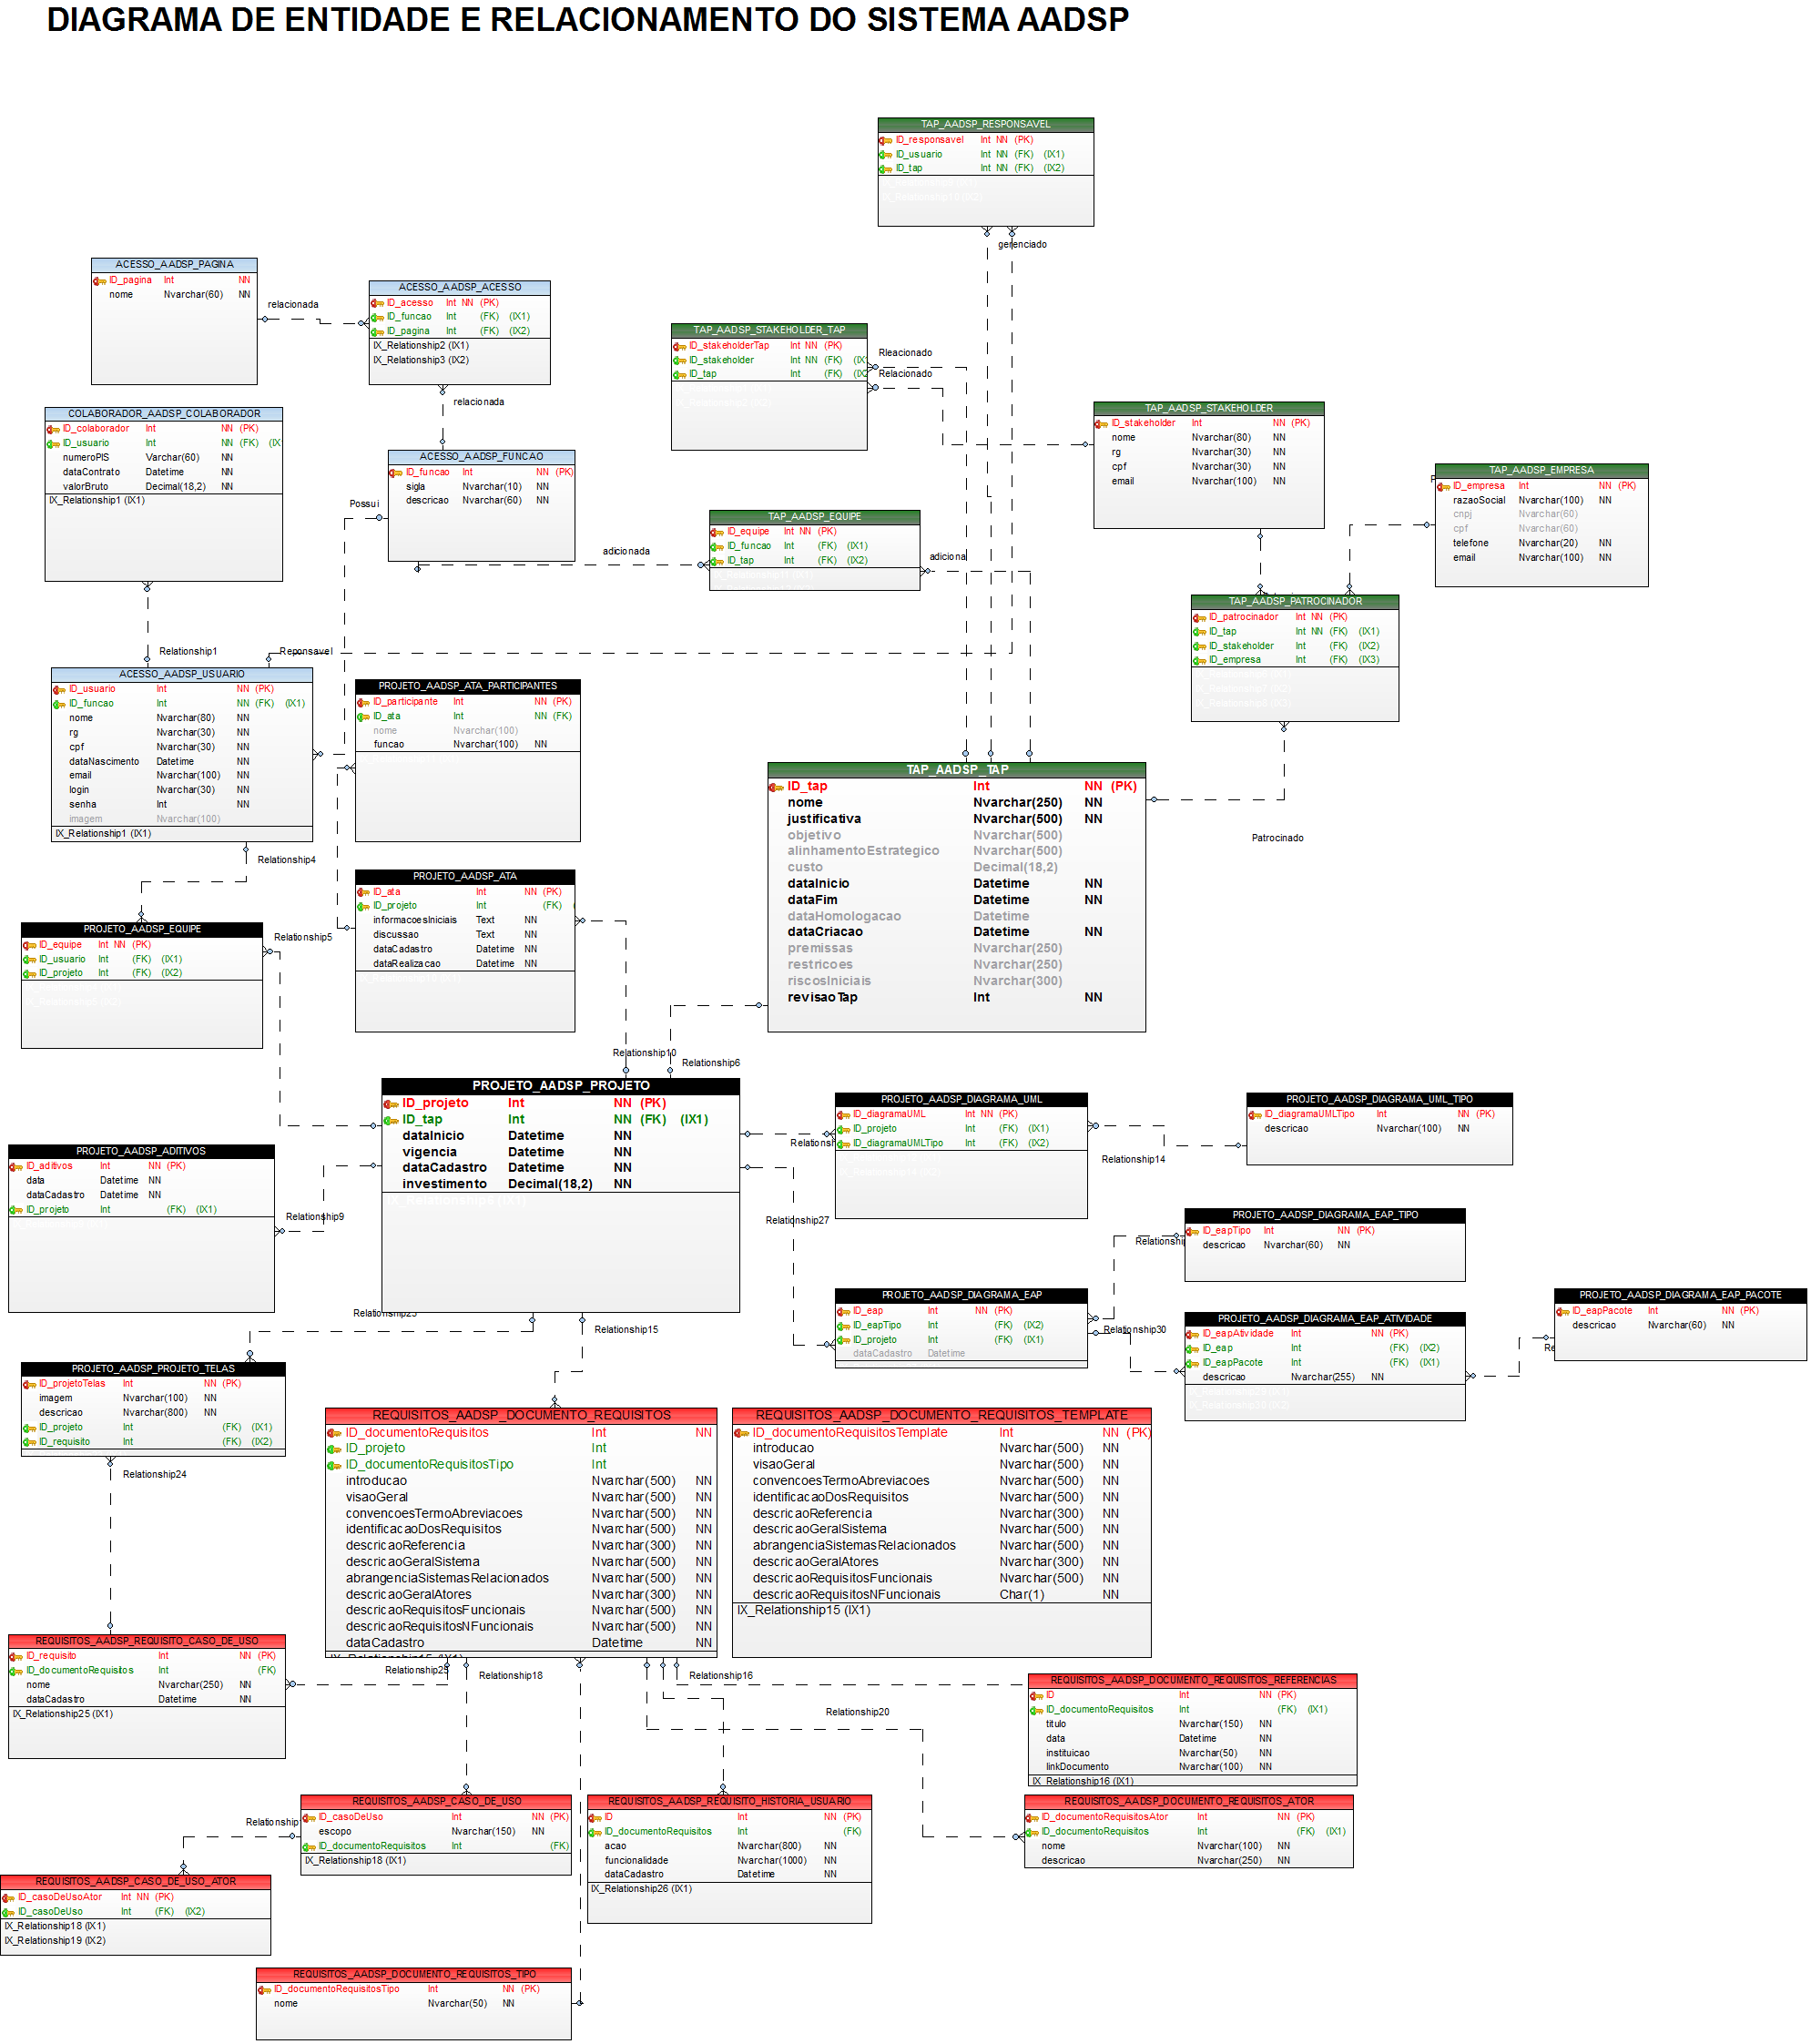 DIAGRAMA DE ENTIDADE E RELACIONAMENTO DO SISTEMA AADSP
TAP_AADSP_RESPONSAVEL
ID_responsavel Int NN (PK)
ID_usuario Int NN (FK) (IX1)
ID_tap Int NN (FK) (IX2)
IX_Relationship10 (IX2)
gerenciado
ACESSO_AADSP_PAGINA
ID_pagina Int NN
nome Nvarchar(60) NN
relacionada
ACESSO_AADSP_ACESSO
ID_acesso Int NN (PK)
ID_funcao Int (FK) (IX1)
ID_pagina Int (FK) (IX2)
IX_Relationship2 (IX1)
IX_Relationship3 (IX2)
relacionada
TAP_AADSP_STAKEHOLDER_TAP
ID_stakeholderTap Int NN (PK)
ID_stakeholder Int NN (FK) (IX
ID_tap Int (FK) (IX2
Rleacionado
Relacionado
COLABORADOR_AADSP_COLABORADOR
ID_colaborador Int NN (PK)
ID_usuario Int NN (FK) (IX
numeroPIS Varchar(60) NN
dataContrato Datetime NN
valorBruto Decimal(18,2) NN
IX_Relationship1 (IX1)
ACESSO_AADSP_FUNCAO
ID_funcao Int NN (PK)
sigla Nvarchar(10) NN
descricao Nvarchar(60) NN
Possui
TAP_AADSP_STAKEHOLDER
ID_stakeholder Int NN (PK)
nome Nvarchar(80) NN
rg Nvarchar(30) NN
cpf Nvarchar(30) NN
email Nvarchar(100) NN
TAP_AADSP_EMPRESA
ID_empresa Int NN (PK)
razaoSocial Nvarchar(100) NN
cnpj Nvarchar(60)
cpf Nvarchar(60)
telefone Nvarchar(20) NN
email Nvarchar(100) NN
TAP_AADSP_EQUIPE
ID_equipe Int NN (PK)
ID_funcao Int (FK) (IX1)
ID_tap Int (FK) (IX2)
adicionada
adiciona
TAP_AADSP_PATROCINADOR
ID_patrocinador Int NN (PK)
ID_tap Int NN (FK) (IX1)
ID_stakeholder Int (FK) (IX2)
ID_empresa Int (FK) (IX3)
Relationship1
Reponsavel
ACESSO_AADSP_USUARIO
ID_usuario Int NN (PK)
ID_funcao Int NN (FK) (IX1)
nome Nvarchar(80) NN
rg Nvarchar(30) NN
cpf Nvarchar(30) NN
dataNascimento Datetime NN
email Nvarchar(100) NN
login Nvarchar(30) NN
senha Int NN
imagem Nvarchar(100)
IX_Relationship1 (IX1)
PROJETO_AADSP_ATA_PARTICIPANTES
ID_participante Int NN (PK)
ID_ata Int NN (FK)
nome Nvarchar(100)
funcao Nvarchar(100) NN
TAP_AADSP_TAP
ID_tap Int NN (PK)
nome Nvarchar(250) NN
justificativa Nvarchar(500) NN
objetivo Nvarchar(500)
alinhamentoEstrategico Nvarchar(500)
custo Decimal(18,2)
dataInicio Datetime NN
dataFim Datetime NN
dataHomologacao Datetime
dataCriacao Datetime NN
premissas Nvarchar(250)
restricoes Nvarchar(250)
riscosIniciais Nvarchar(300)
revisaoTap Int NN
Patrocinado
Relationship4
PROJETO_AADSP_ATA
ID_ata Int NN (PK)
ID_projeto Int (FK)
informacoesIniciais Text NN
discussao Text NN
dataCadastro Datetime NN
dataRealizacao Datetime NN
PROJETO_AADSP_EQUIPE
ID_equipe Int NN (PK)
ID_usuario Int (FK) (IX1)
ID_projeto Int (FK) (IX2)
Relationship5
Relationship10
Relationship6
PROJETO_AADSP_PROJETO
ID_projeto Int NN (PK)
ID_tap Int NN (FK) (IX1)
dataInicio Datetime NN
vigencia Datetime NN
dataCadastro Datetime NN
investimento Decimal(18,2) NN
PROJETO_AADSP_DIAGRAMA_UML
ID_diagramaUML Int NN (PK)
ID_projeto Int (FK) (IX1)
ID_diagramaUMLTipo Int (FK) (IX2)
Relationship14
PROJETO_AADSP_DIAGRAMA_UML_TIPO
ID_diagramaUMLTipo Int NN (PK)
descricao Nvarchar(100) NN
PROJETO_AADSP_ADITIVOS
ID_aditivos Int NN (PK)
data Datetime NN
dataCadastro Datetime NN
ID_projeto Int (FK) (IX1)
Relationship9
Relationship27
PROJETO_AADSP_DIAGRAMA_EAP_TIPO
ID_eapTipo Int NN (PK)
descricao Nvarchar(60) NN
PROJETO_AADSP_DIAGRAMA_EAP
ID_eap Int NN (PK)
ID_eapTipo Int (FK) (IX2)
ID_projeto Int (FK) (IX1)
dataCadastro Datetime
Relationship30
PROJETO_AADSP_DIAGRAMA_EAP_ATIVIDADE
ID_eapAtividade Int NN (PK)
ID_eap Int (FK) (IX2)
ID_eapPacote Int (FK) (IX1)
descricao Nvarchar(255) NN
PROJETO_AADSP_DIAGRAMA_EAP_PACOTE
ID_eapPacote Int NN (PK)
descricao Nvarchar(60) NN
Relationship23
Relationship15
PROJETO_AADSP_PROJETO_TELAS
ID_projetoTelas Int NN (PK)
imagem Nvarchar(100) NN
descricao Nvarchar(800) NN
ID_projeto Int (FK) (IX1)
ID_requisito Int (FK) (IX2)
Relationship24
REQUISITOS_AADSP_DOCUMENTO_REQUISITOS
ID_documentoRequisitos Int NN
ID_projeto Int
ID_documentoRequisitosTipo Int
introducao Nvarchar(500) NN
visaoGeral Nvarchar(500) NN
convencoesTermoAbreviacoes Nvarchar(500) NN
identificacaoDosRequisitos Nvarchar(500) NN
descricaoReferencia Nvarchar(300) NN
descricaoGeralSistema Nvarchar(500) NN
abrangenciaSistemasRelacionados Nvarchar(500) NN
descricaoGeralAtores Nvarchar(300) NN
descricaoRequisitosFuncionais Nvarchar(500) NN
descricaoRequisitosNFuncionais Nvarchar(500) NN
dataCadastro Datetime NN
IX_Relationship15 (IX1)
REQUISITOS_AADSP_DOCUMENTO_REQUISITOS_TEMPLATE
ID_documentoRequisitosTemplate Int NN (PK)
introducao Nvarchar(500) NN
visaoGeral Nvarchar(500) NN
convencoesTermoAbreviacoes Nvarchar(500) NN
identificacaoDosRequisitos Nvarchar(500) NN
descricaoReferencia Nvarchar(300) NN
descricaoGeralSistema Nvarchar(500) NN
abrangenciaSistemasRelacionados Nvarchar(500) NN
descricaoGeralAtores Nvarchar(300) NN
descricaoRequisitosFuncionais Nvarchar(500) NN
descricaoRequisitosNFuncionais Char(1) NN
IX_Relationship15 (IX1)
REQUISITOS_AADSP_REQUISITO_CASO_DE_USO
ID_requisito Int NN (PK)
ID_documentoRequisitos Int (FK)
nome Nvarchar(250) NN
dataCadastro Datetime NN
IX_Relationship25 (IX1)
Relationship25
Relationship18
Relationship16
Relationship20
REQUISITOS_AADSP_DOCUMENTO_REQUISITOS_REFERENCIAS
ID Int NN (PK)
ID_documentoRequisitos Int (FK) (IX1)
titulo Nvarchar(150) NN
data Datetime NN
instituicao Nvarchar(50) NN
linkDocumento Nvarchar(100) NN
IX_Relationship16 (IX1)
REQUISITOS_AADSP_CASO_DE_USO
ID_casoDeUso Int NN (PK)
escopo Nvarchar(150) NN
ID_documentoRequisitos Int (FK)
IX_Relationship18 (IX1)
REQUISITOS_AADSP_REQUISITO_HISTORIA_USUARIO
ID Int NN (PK)
ID_documentoRequisitos Int (FK)
acao Nvarchar(800) NN
funcionalidade Nvarchar(1000) NN
dataCadastro Datetime NN
IX_Relationship26 (IX1)
REQUISITOS_AADSP_DOCUMENTO_REQUISITOS_ATOR
ID_documentoRequisitosAtor Int NN (PK)
ID_documentoRequisitos Int (FK) (IX1)
nome Nvarchar(100) NN
descricao Nvarchar(250) NN
Relationship
REQUISITOS_AADSP_CASO_DE_USO_ATOR
ID_casoDeUsoAtor Int NN (PK)
ID_casoDeUso Int (FK) (IX2)
IX_Relationship18 (IX1)
IX_Relationship19 (IX2)
REQUISITOS_AADSP_DOCUMENTO_REQUISITOS_TIPO
ID_documentoRequisitosTipo Int NN (PK)
nome Nvarchar(50) NN